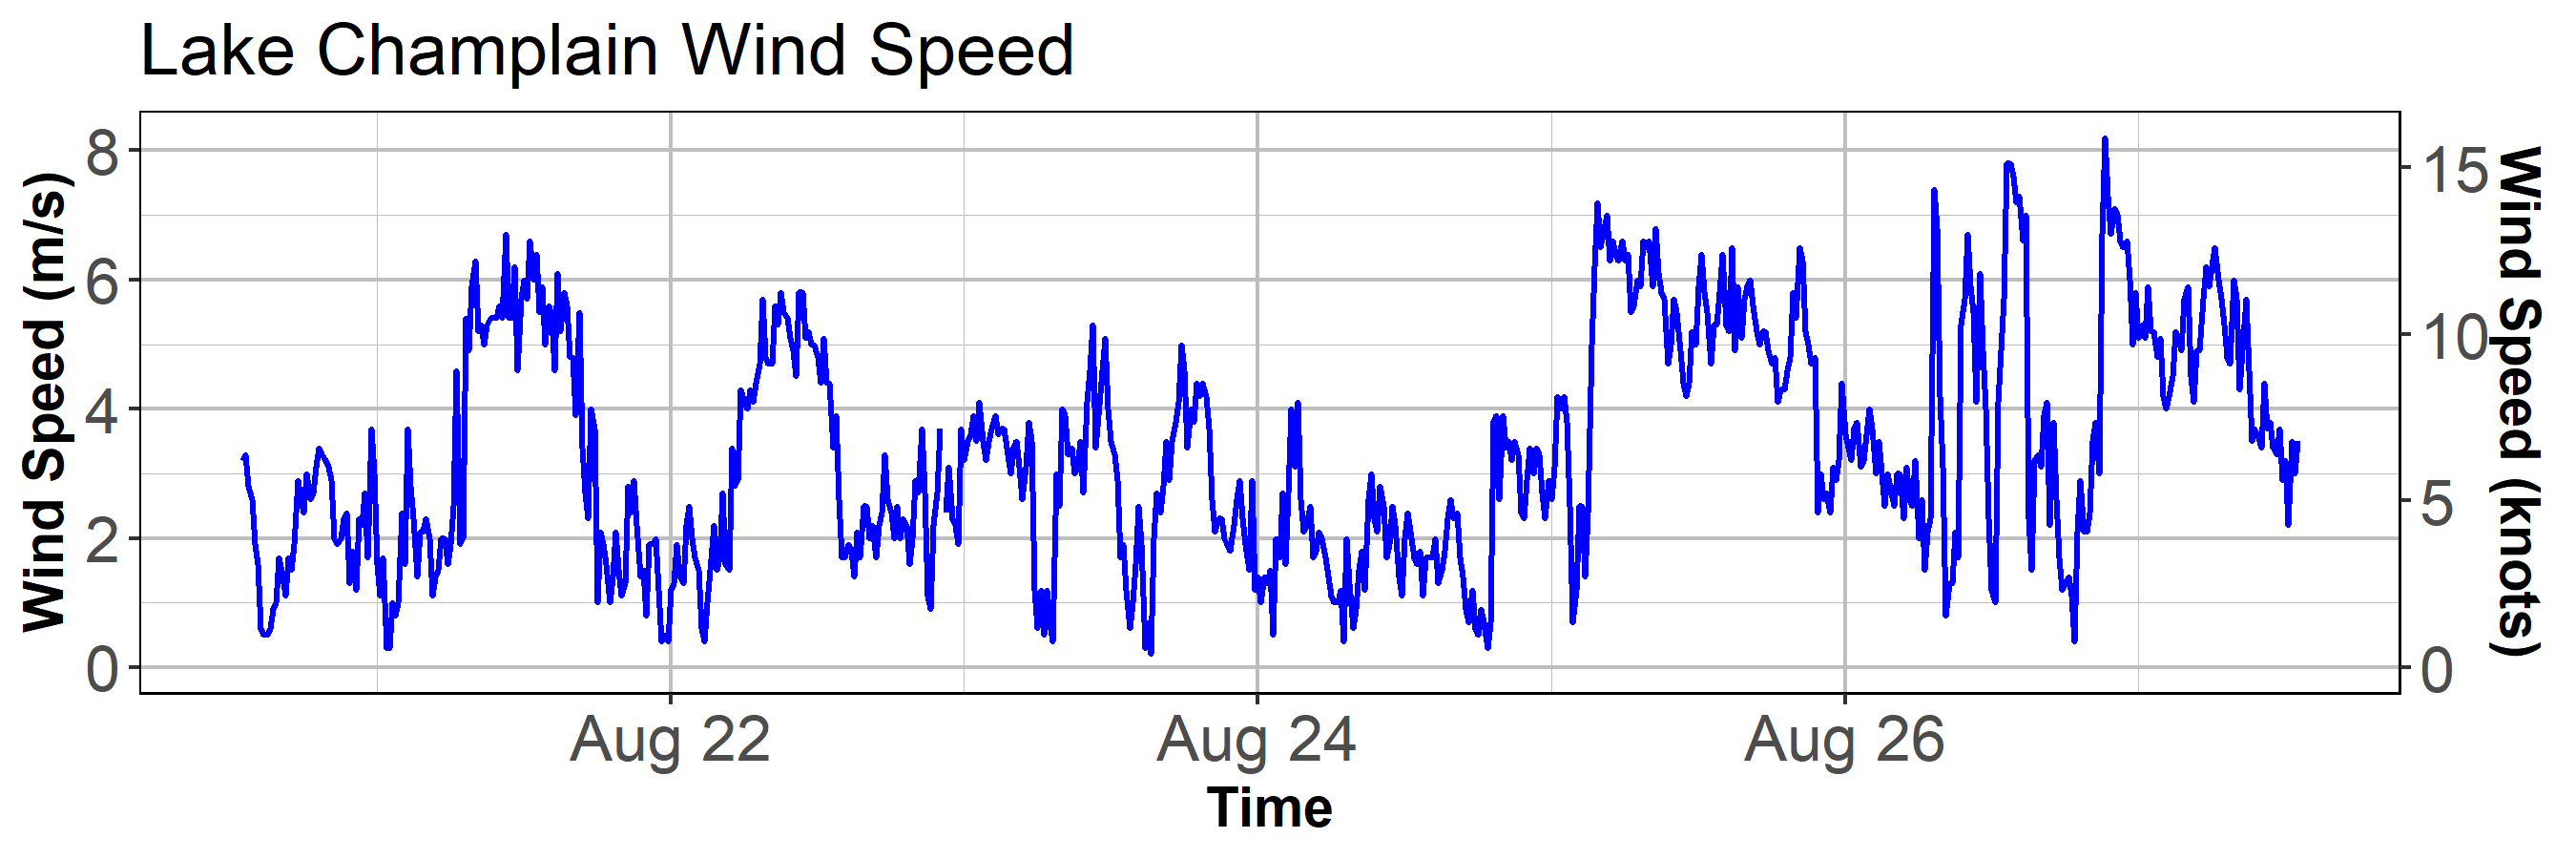 Lake Champlain Wind Speed
Wind Speed (m/s)
8
6
4
2
0
15
10
5
0
Wind Speed (knots)
Aug 22
Aug 24
Aug 26
Time